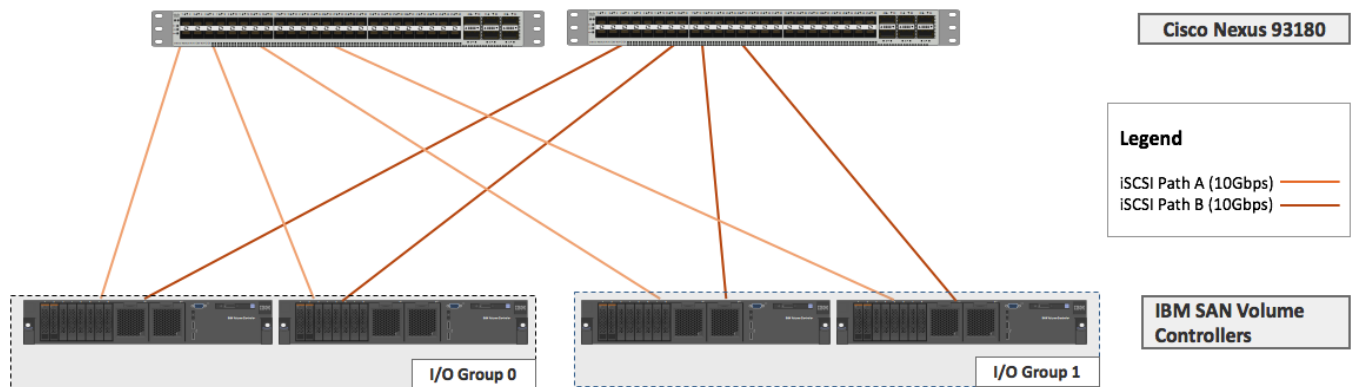 Cisco Nexus 93180
Legend
iSCSI Path A (10Gbps)
iSCSI Path B (10Gbps)
IBM SAN Volume
Controllers
I/O Group 0
I/O Group 1